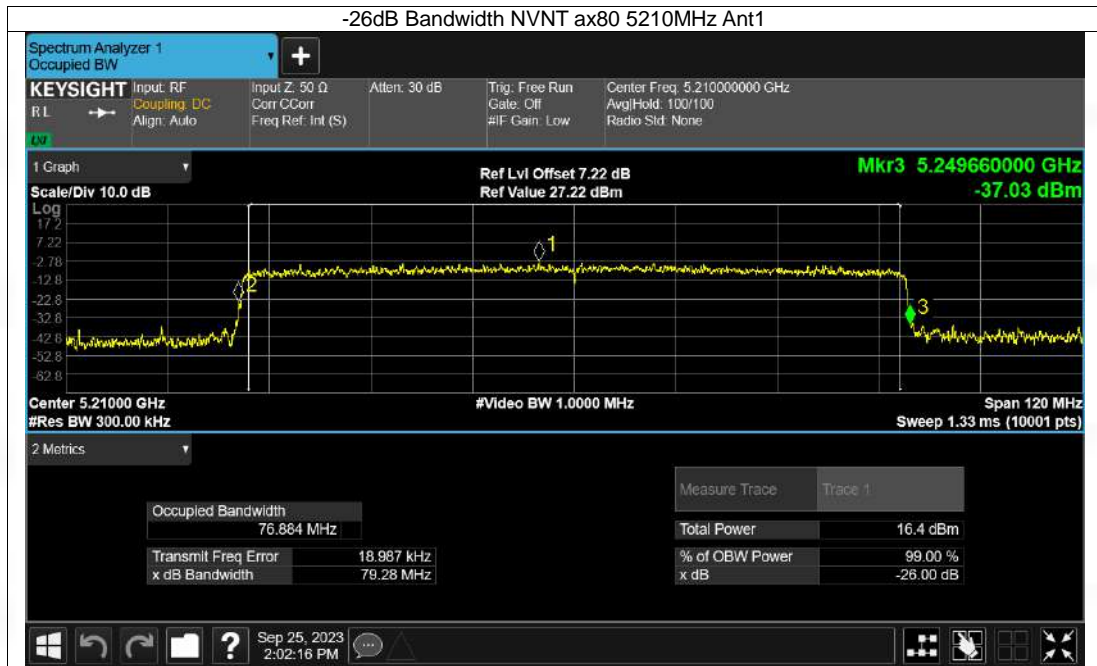 -26dB Bandwidth NVNT ax80 5210MHz Ant1
Spectrum Analyzer 1
Occupied BW
+
KEYSIGHT
Input: RF
Coupling: DC
Align: Auto
Input Z: 50 Ω
Corr CCorr
Freq Ref: Int (S)
Atten: 30 dB
Trig: Free Run
Gate: Off
#IF Gain: Low
Center Freq: 5.210000000 GHz
Avg|Hold: 100/100
Radio Std: None
RL
LXI
1 Graph
Scale/Div 10.0 dB
Ref Lvl Offset 7.22 dB
Ref Value 27.22 dBm
Mkr3 5.249660000 GHz
-37.03 dBm
Log
17.2
7.22
-2.78
-12.8
-22.8
-32.8
-42.8
-52.8
-62.8
1
2
3
Center 5.21000 GHz
#Res BW 300.00 kHz
#Video BW 1.0000 MHz
Span 120 MHz
Sweep 1.33 ms (10001 pts)
2 Metrics
Measure Trace Trace 1
Occupied Bandwidth
76.884 MHz
Total Power 16.4 dBm
Transmit Freq Error 18.987 kHz
% of OBW Power 99.00 %
x dB Bandwidth 79.28 MHz
x dB -26.00 dB
?
Sep 25, 2023
2:02:16 PM